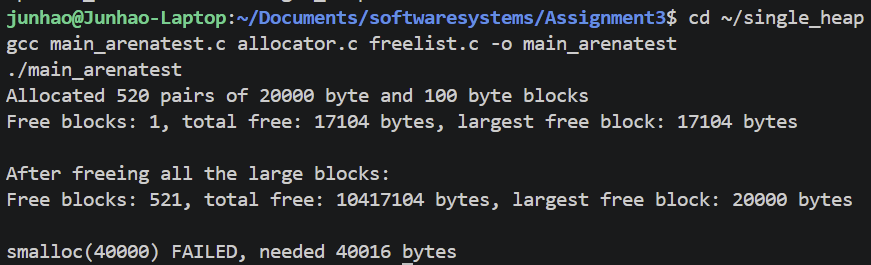 junhao@Junhao-Laptop:~/Documents/softwaresystems/Assignment3$ cd ~/single_heap
gcc main_arenatest.c allocator.c freelist.c -o main_arenatest
./main_arenatest
Allocated 520 pairs of 20000 byte and 100 byte blocks
Free blocks: 1, total free: 17104 bytes, largest free block: 17104 bytes
After freeing all the large blocks:
Free blocks: 521, total free: 10417104 bytes, largest free block: 20000 bytes
smalloc(40000) FAILED, needed 40016 bytes